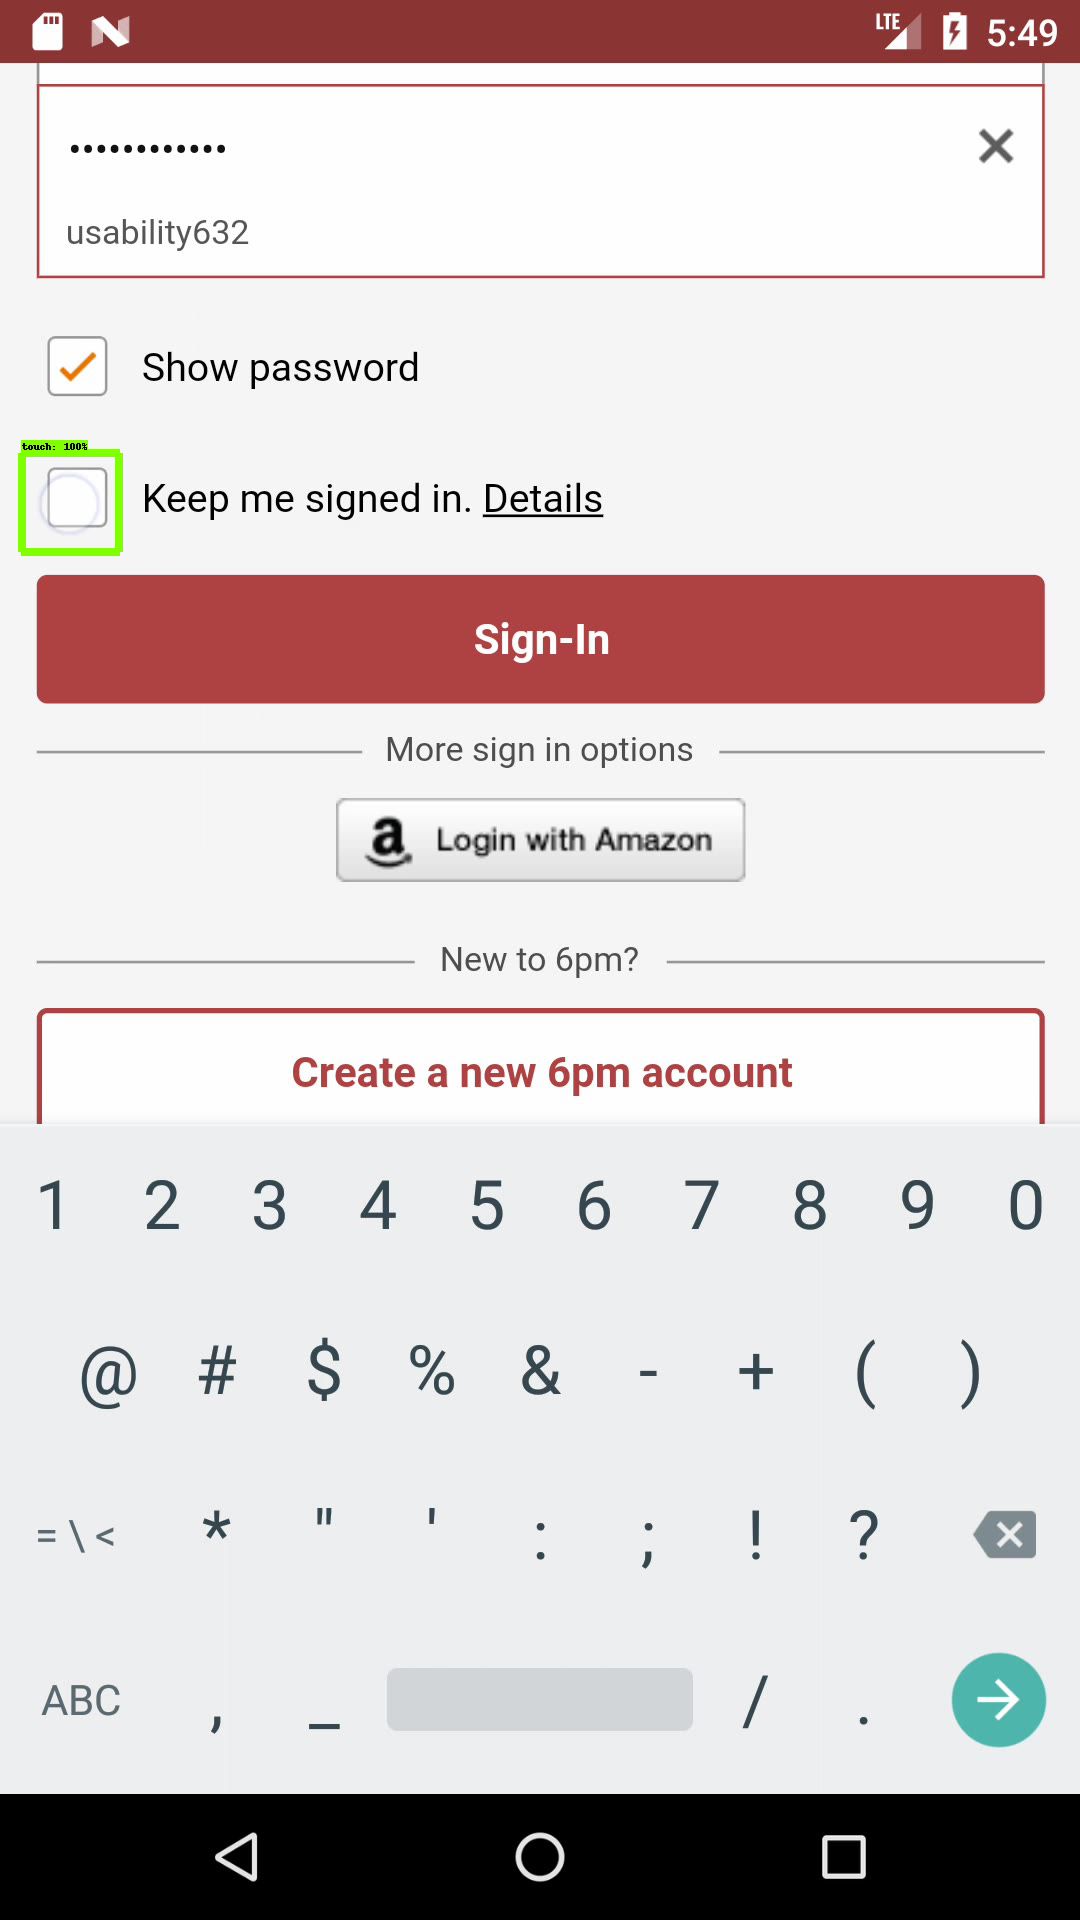 LTE 5:49
••••••••••••
usability632
Show password
touch: 100%
Keep me signed in. Details
Sign-In
More sign in options
a Login with Amazon
New to 6pm?
Create a new 6pm account
1 2 3 4 5 6 7 8 9 0
@ # $ % & - + ( )
= \ < * " ' : ; ! ?
ABC , _ / .